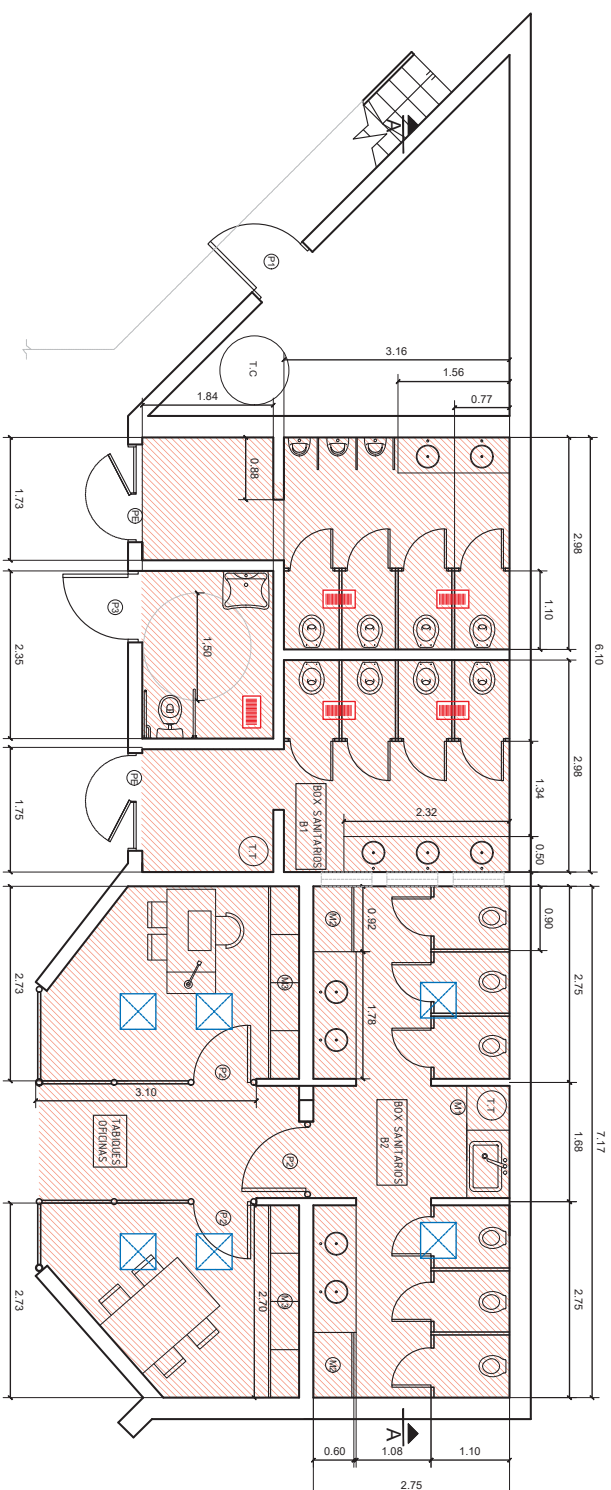 A
P1
T.C
3.16
1.56
0.77
1.84
0.88
1.73
PE
2.98
1.10
6.10
P3
1.50
2.35
2.98
1.34
PE
1.75
BOX SANITARIOS
B1
2.32
0.50
T.T
M2
0.92
0.90
M3
1.78
2.75
2.73
P2
3.10
TABIQUES
OFICINAS
P2
BOX SANITARIOS
B2
M1
T.T
1.68
7.17
P2
2.70
M3
M2
2.75
2.73
A
0.60
1.08
1.10
2.75